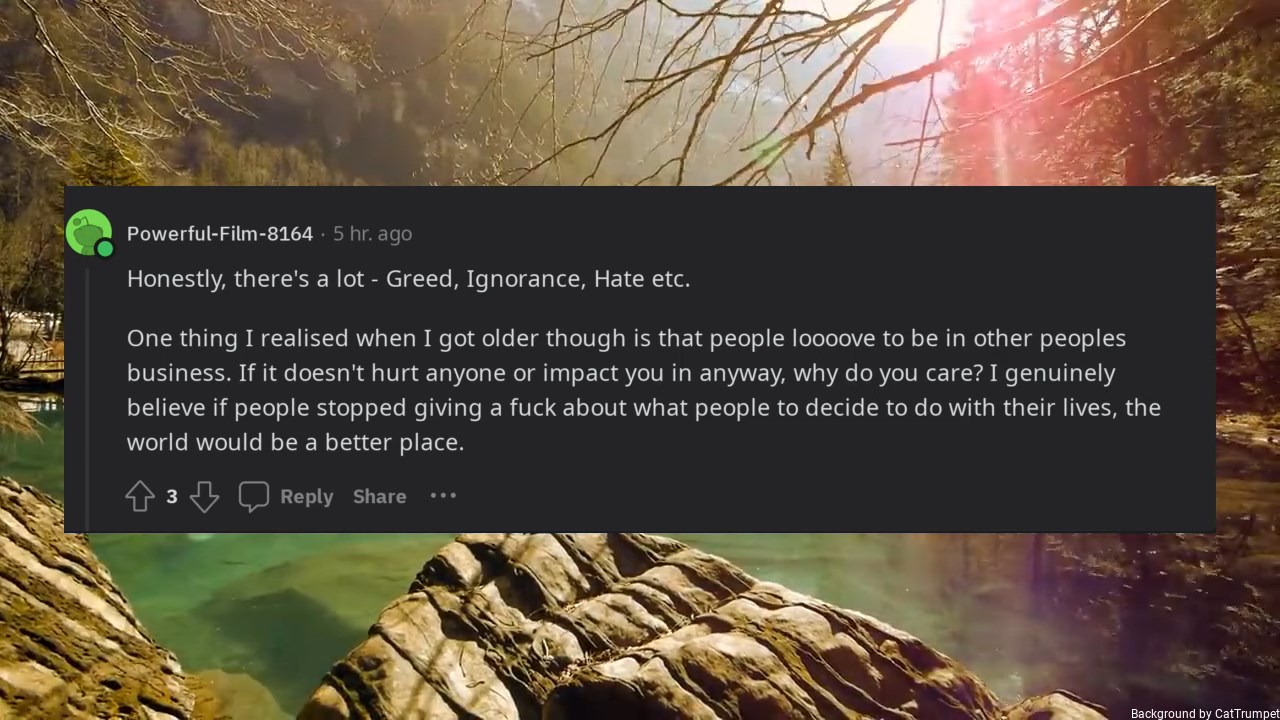 Powerful-Film-8164 · 5 hr. ago
Honestly, there's a lot - Greed, Ignorance, Hate etc.
One thing I realised when I got older though is that people loooove to be in other peoples
business. If it doesn't hurt anyone or impact you in anyway, why do you care? I genuinely
believe if people stopped giving a fuck about what people to decide to do with their lives, the
world would be a better place.
3 Reply Share ···
Background by CatTrumpet